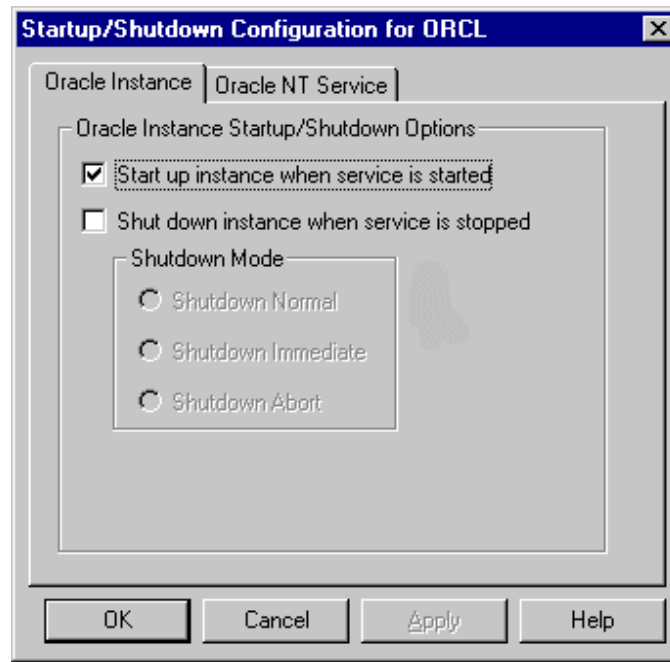 Startup/Shutdown Configuration for ORCL
Oracle Instance
Oracle NT Service
Oracle Instance Startup/Shutdown Options
Start up instance when service is started
Shut down instance when service is stopped
Shutdown Mode
Shutdown Normal
Shutdown Immediate
Shutdown Abort
OK
Cancel
Apply
Help